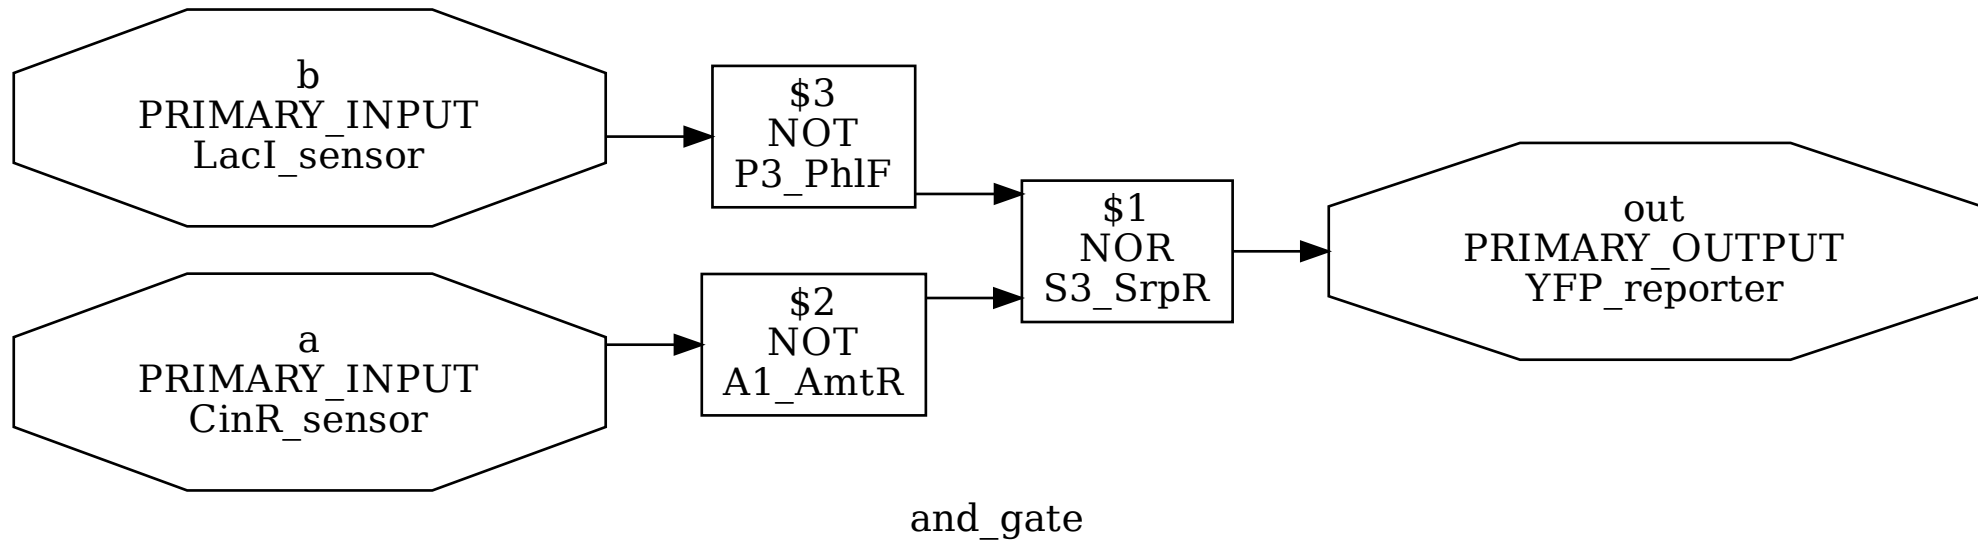 b
PRIMARY_INPUT
LacI_sensor
$3
NOT
P3_PhlF
a
PRIMARY_INPUT
CinR_sensor
$2
NOT
A1_AmtR
$1
NOR
S3_SrpR
out
PRIMARY_OUTPUT
YFP_reporter
and_gate